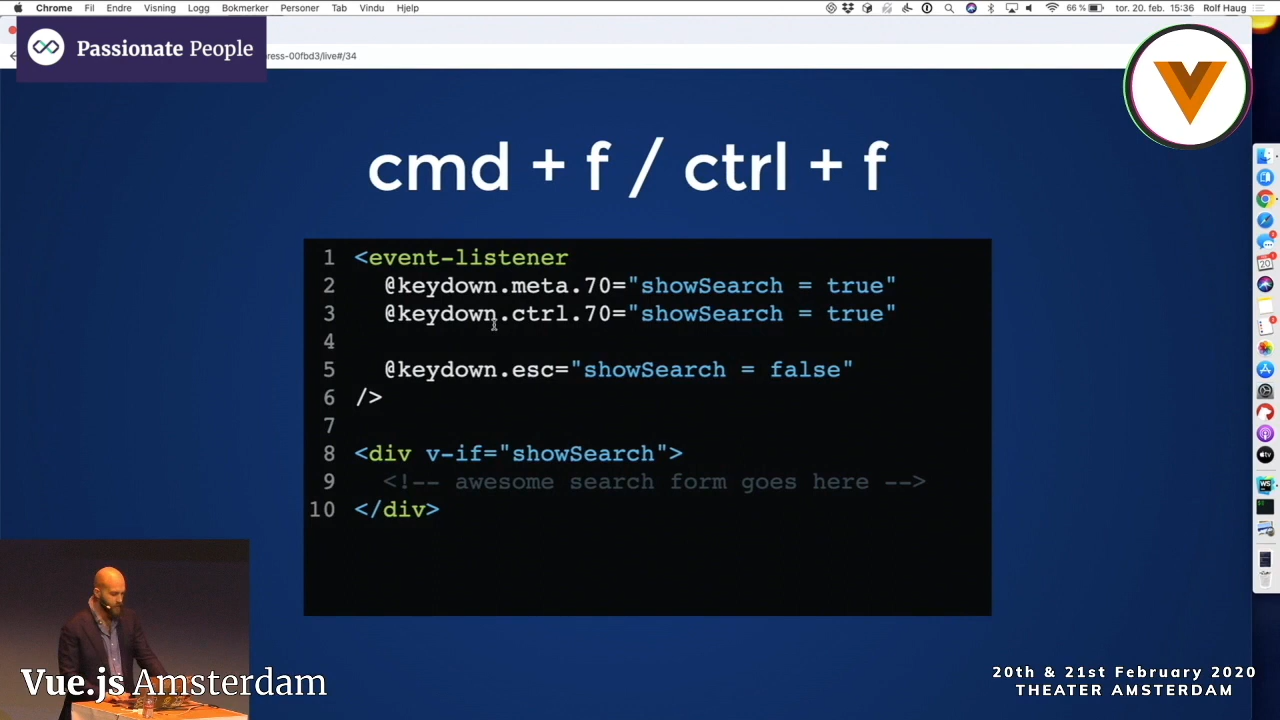 Chrome Fil Endre Visning Logg Bokmerker Personer Tab Vindu Hjelp 66 % tor. 20. feb. 15:36 Rolf Haug
Passionate People
ress-00fbd3/live#/34
cmd + f / ctrl + f
1 <event-listener
2 @keydown.meta.70="showSearch = true"
3 @keydown.ctrl.70="showSearch = true"
4
5 @keydown.esc="showSearch = false"
6 />
7
8 <div v-if="showSearch">
9 <!-- awesome search form goes here -->
10 </div>
Vue.js Amsterdam
20th & 21st February 2020
THEATER AMSTERDAM